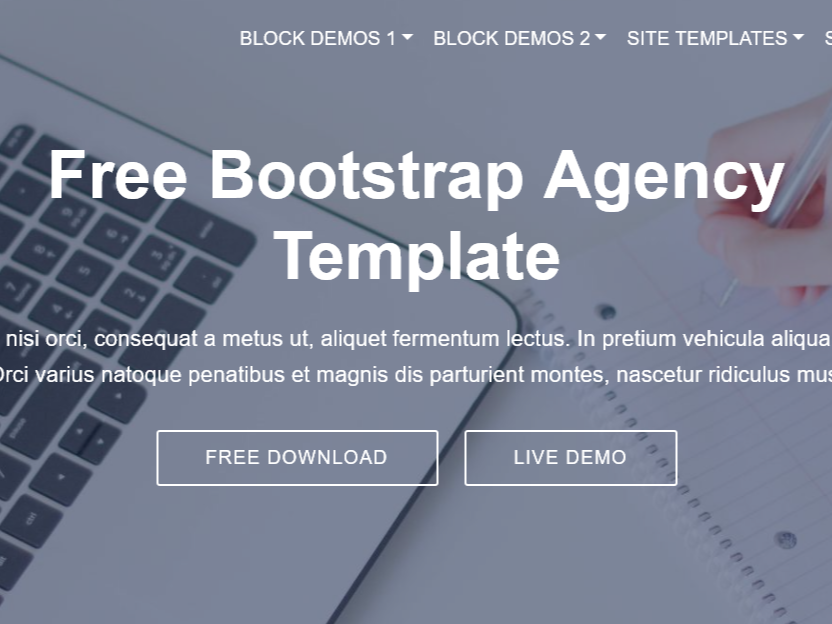 BLOCK DEMOS 1 BLOCK DEMOS 2 SITE TEMPLATES
Free Bootstrap Agency
Template
nisi orci, consequat a metus ut, aliquet fermentum lectus. In pretium vehicula aliqua
Orci varius natoque penatibus et magnis dis parturient montes, nascetur ridiculus mus
FREE DOWNLOAD LIVE DEMO